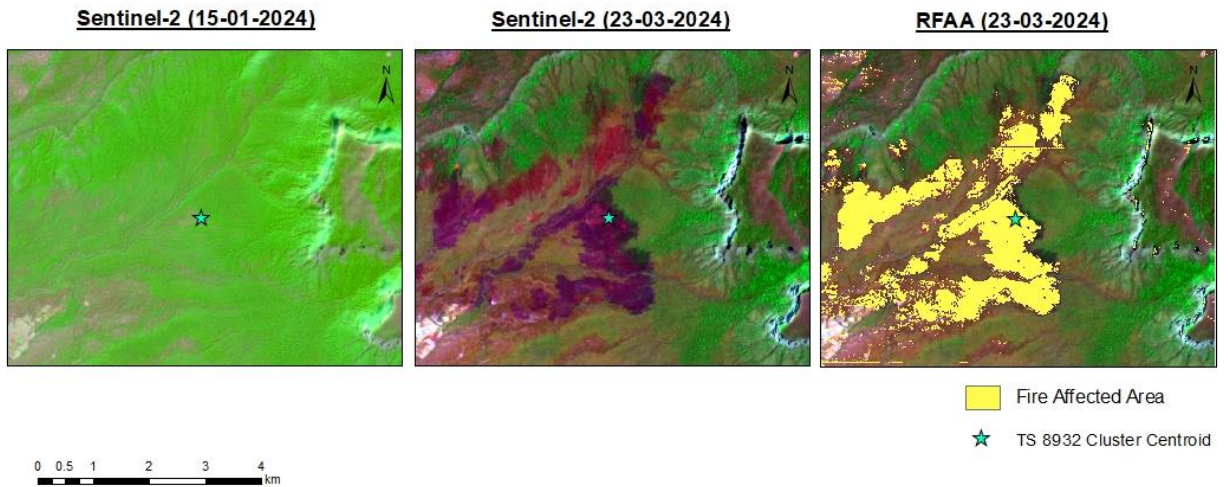 Sentinel-2 (15-01-2024)
Sentinel-2 (23-03-2024)
RFAA (23-03-2024)
N
N
N
Fire Affected Area
TS 8932 Cluster Centroid
0 0.5 1 2 3 4
km